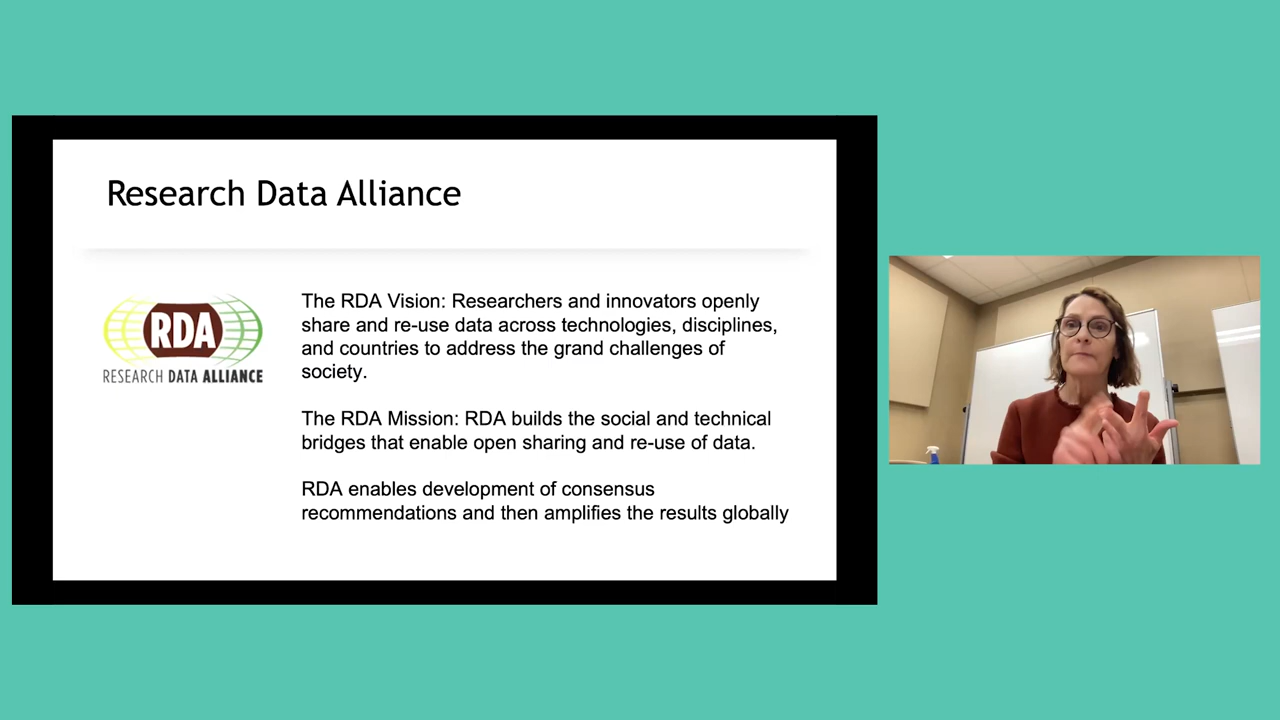 Research Data Alliance
RDA
RESEARCH DATA ALLIANCE
The RDA Vision: Researchers and innovators openly
share and re-use data across technologies, disciplines,
and countries to address the grand challenges of
society.
The RDA Mission: RDA builds the social and technical
bridges that enable open sharing and re-use of data.
RDA enables development of consensus
recommendations and then amplifies the results globally